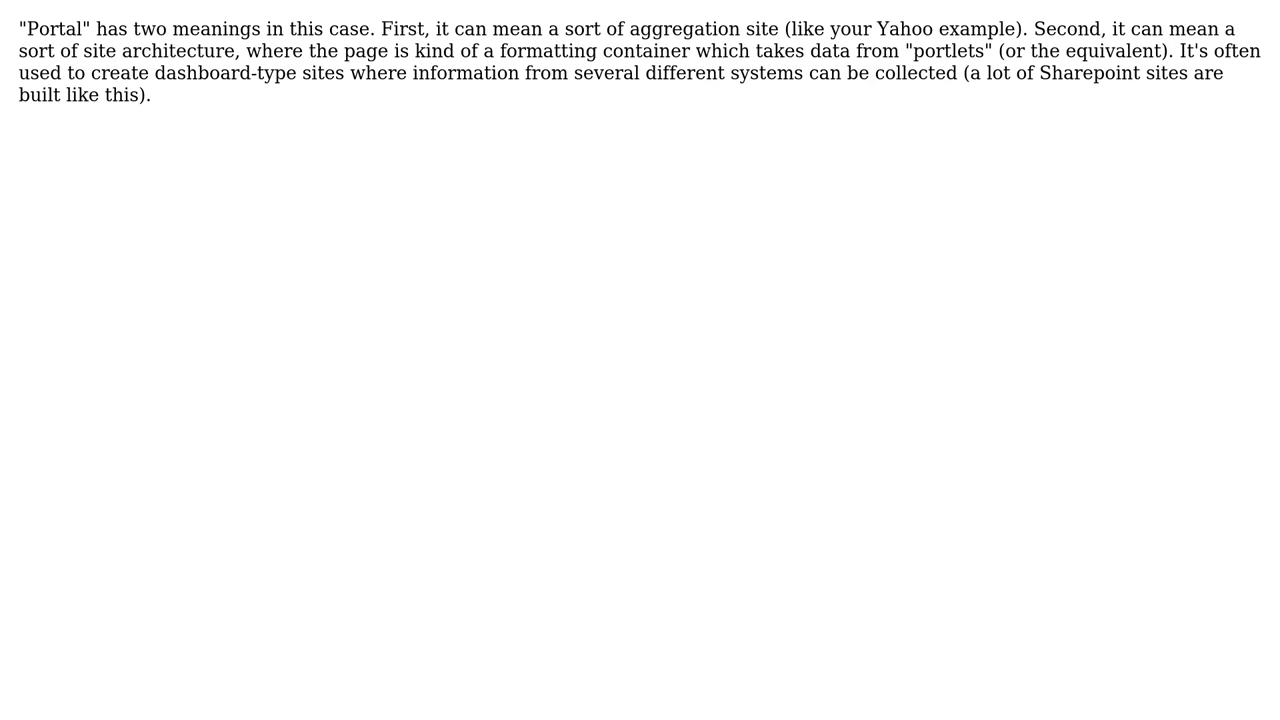 "Portal" has two meanings in this case. First, it can mean a sort of aggregation site (like your Yahoo example). Second, it can mean a
sort of site architecture, where the page is kind of a formatting container which takes data from "portlets" (or the equivalent). It's often
used to create dashboard-type sites where information from several different systems can be collected (a lot of Sharepoint sites are
built like this).